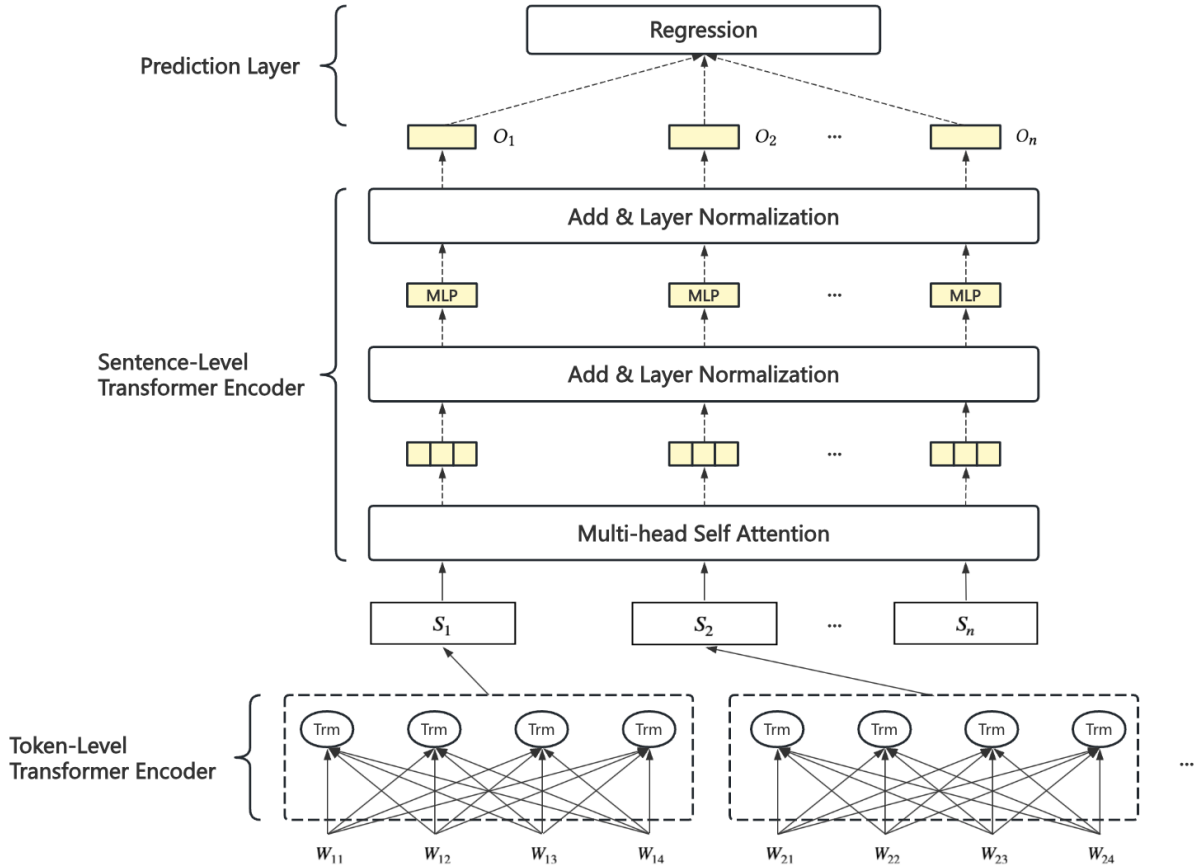 Regression
Prediction Layer
O₁ O₂ ... Oₙ
Add & Layer Normalization
MLP MLP ... MLP
Sentence-Level
Transformer Encoder
Add & Layer Normalization
...
Multi-head Self Attention
S₁ S₂ ... Sₙ
Trm Trm Trm Trm Trm Trm Trm Trm
Token-Level
Transformer Encoder
...
W₁₁ W₁₂ W₁₃ W₁₄ W₂₁ W₂₂ W₂₃ W₂₄